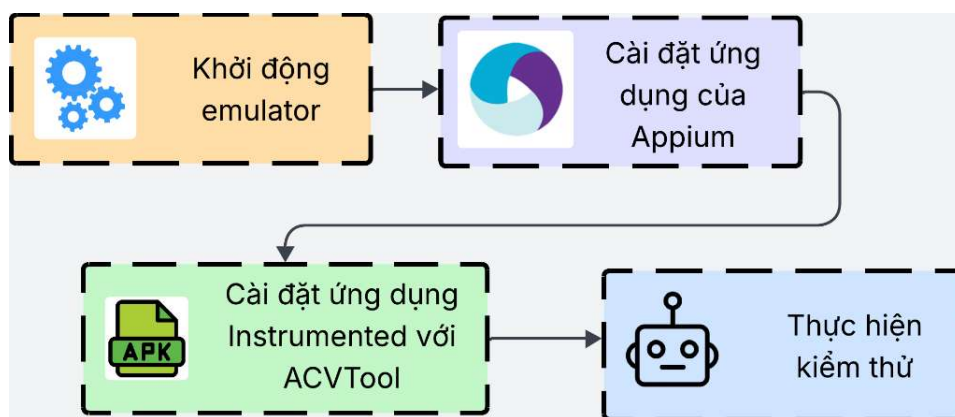 Khởi động
emulator
Cài đặt ứng
dụng của
Appium
Cài đặt ứng dụng
Instrumented với
ACVTool
APK
Thực hiện
kiểm thử